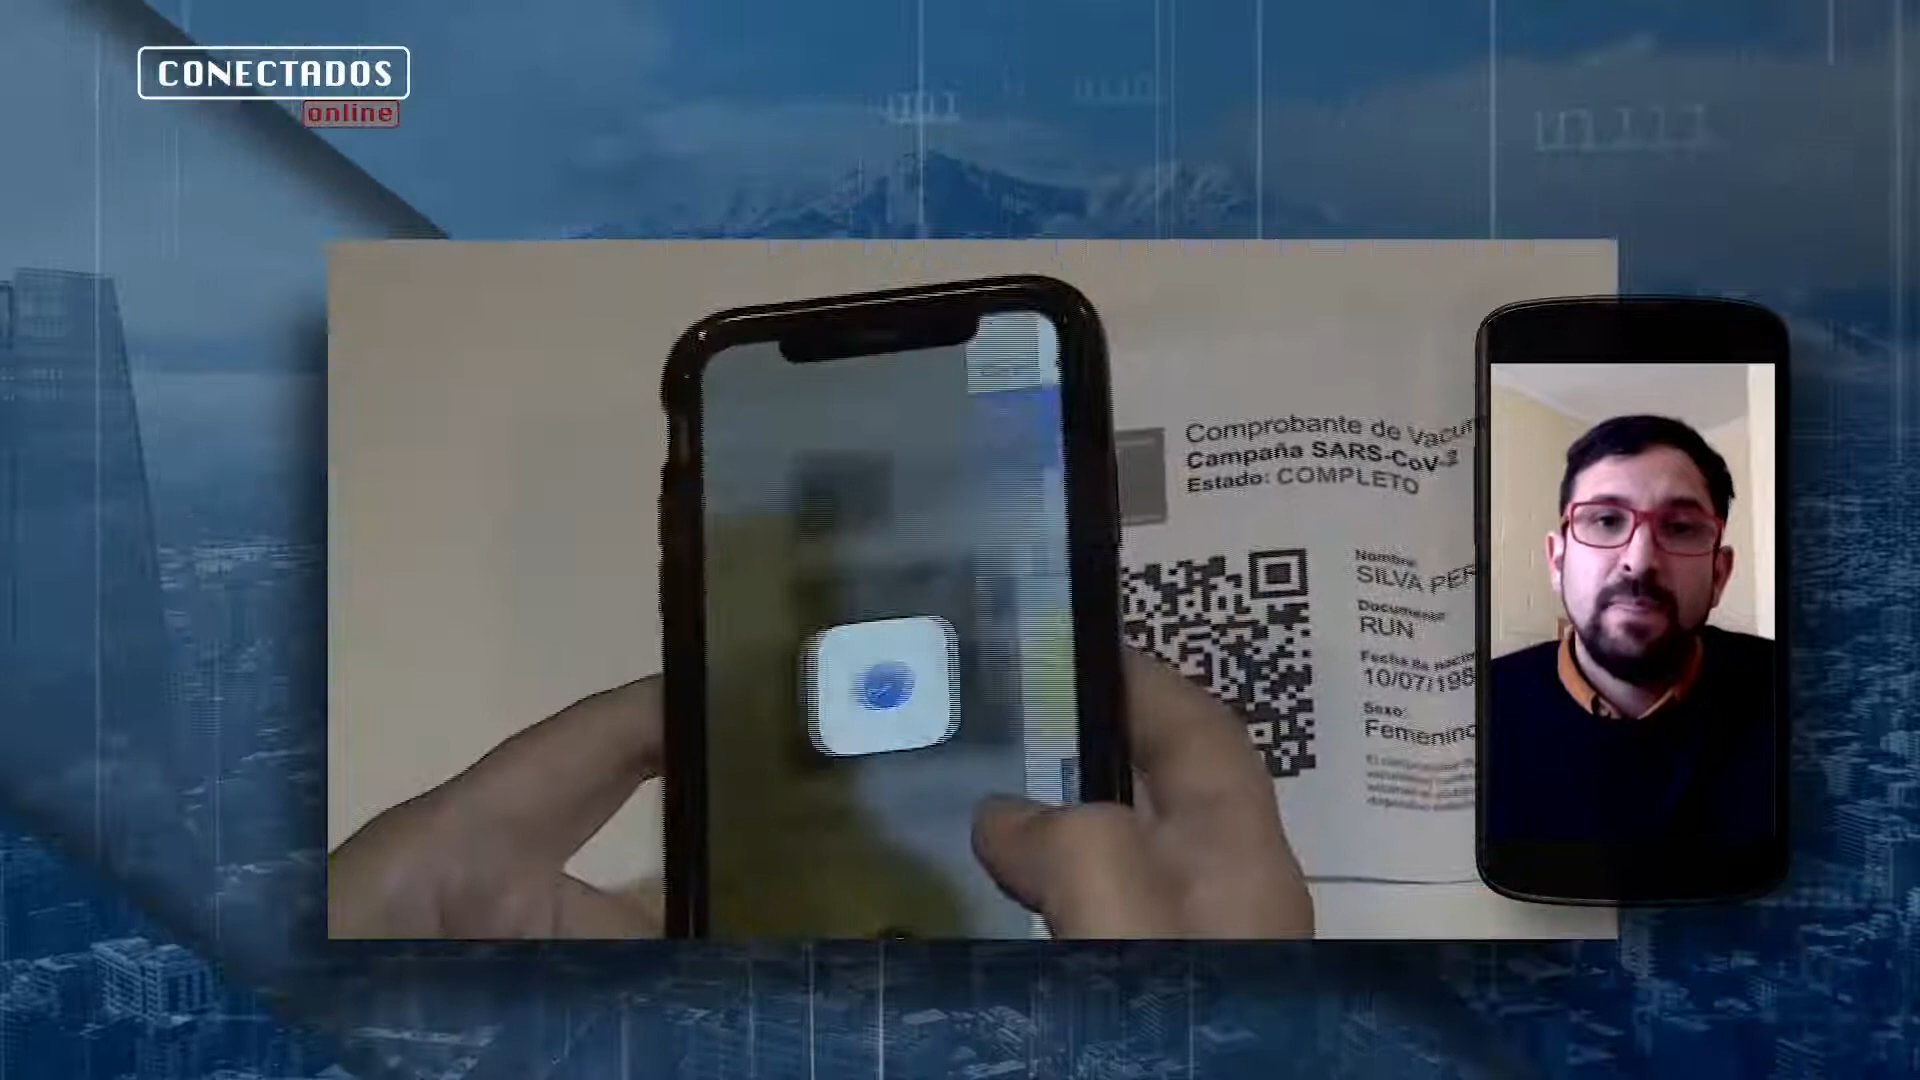 CONECTADOS
online
Comprobante de Vacun
Campaña SARS-CoV-2
Estado: COMPLETO
Nombre
SILVA PER
Documento
RUN
Fecha de nacim
10/07/198
Sexo:
Femenino